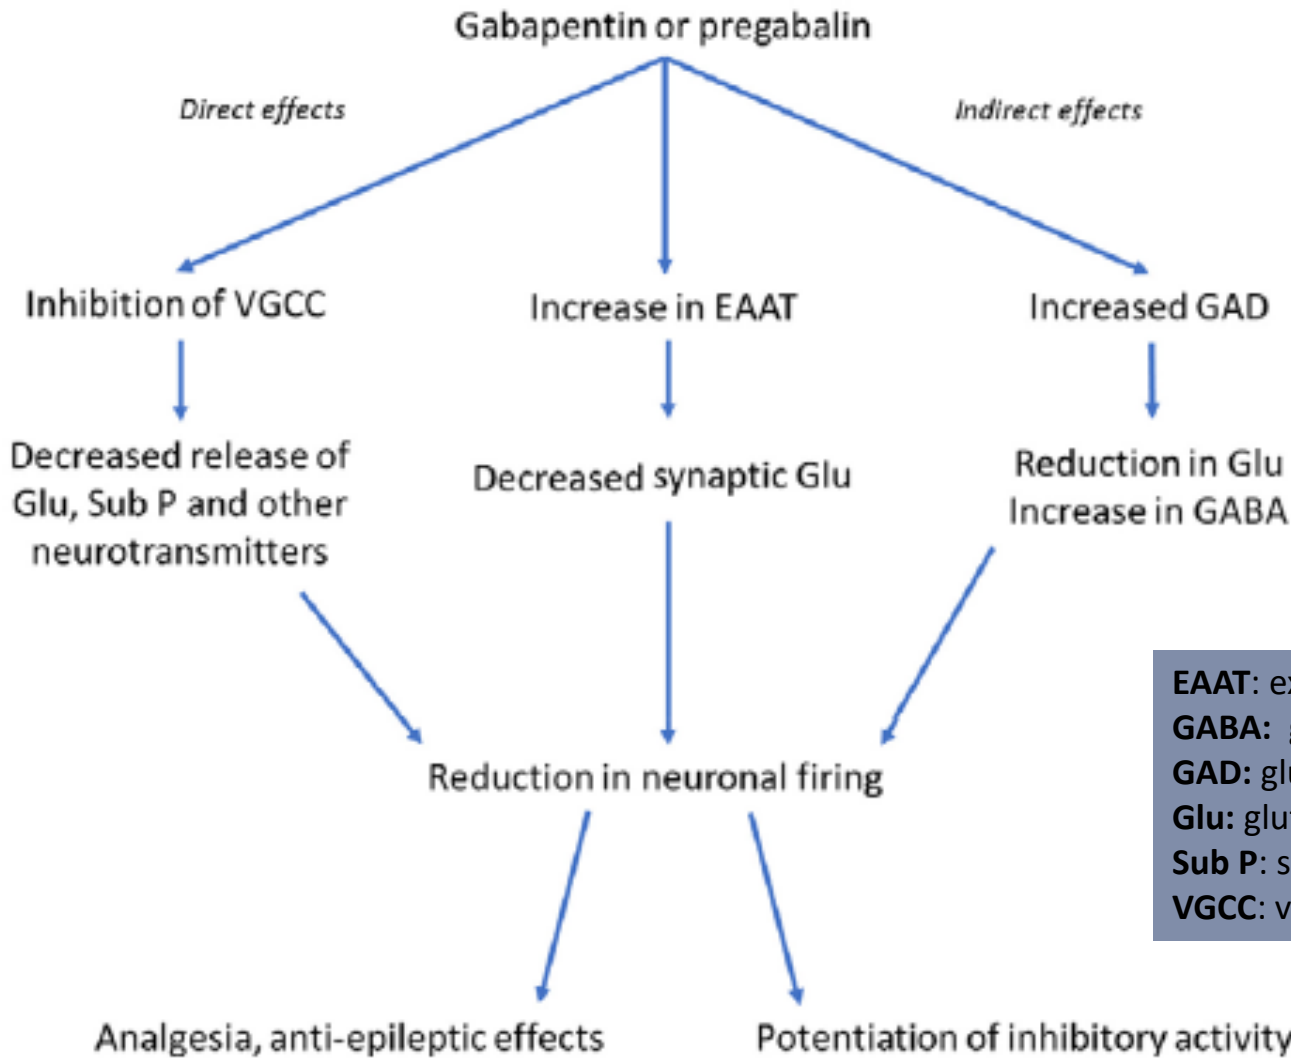 Gabapentin or pregabalin
Direct effects
Indirect effects
Inhibition of VGCC
Increase in EAAT
Increased GAD
Decreased release of
Glu, Sub P and other
neurotransmitters
Decreased synaptic Glu
Reduction in Glu
Increase in GABA
Reduction in neuronal firing
EAAT:
GABA:
GAD:
Glu:
Sub P:
VGCC:
Analgesia, anti-epileptic effects
Potentiation of inhibitory activity